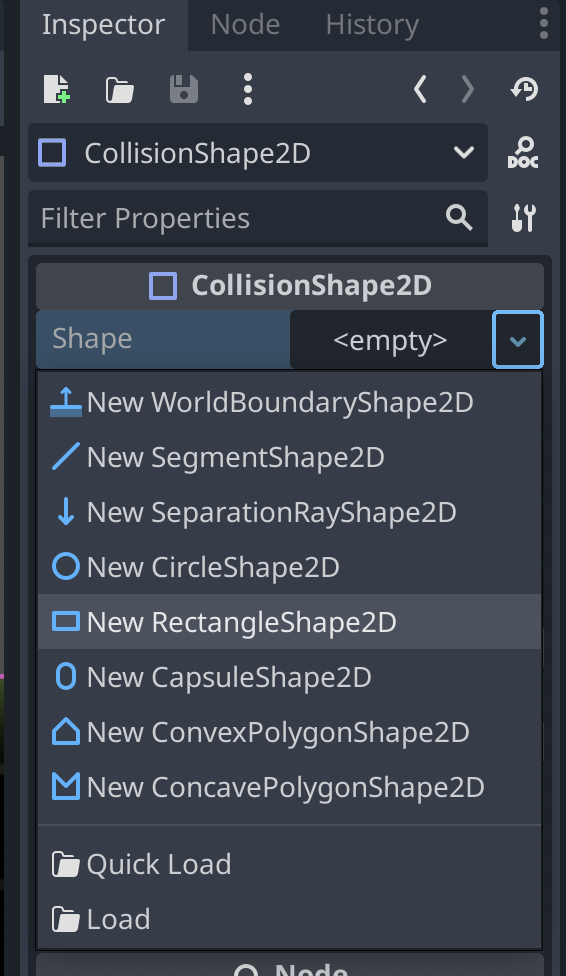 Inspector Node History
CollisionShape2D
DOC
Filter Properties
CollisionShape2D
Shape <empty>
New WorldBoundaryShape2D
New SegmentShape2D
New SeparationRayShape2D
New CircleShape2D
New RectangleShape2D
New CapsuleShape2D
New ConvexPolygonShape2D
New ConcavePolygonShape2D
Quick Load
Load
Node